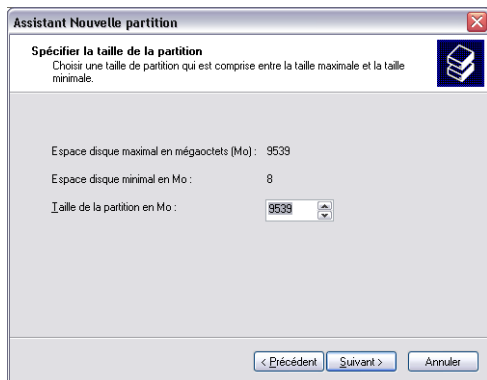 Assistant Nouvelle partition
Spécifier la taille de la partition
Choisir une taille de partition qui est comprise entre la taille maximale et la taille
minimale.
Espace disque maximal en mégaoctets (Mo) : 9539
Espace disque minimal en Mo : 8
Taille de la partition en Mo : 9539
< Précédent Suivant > Annuler